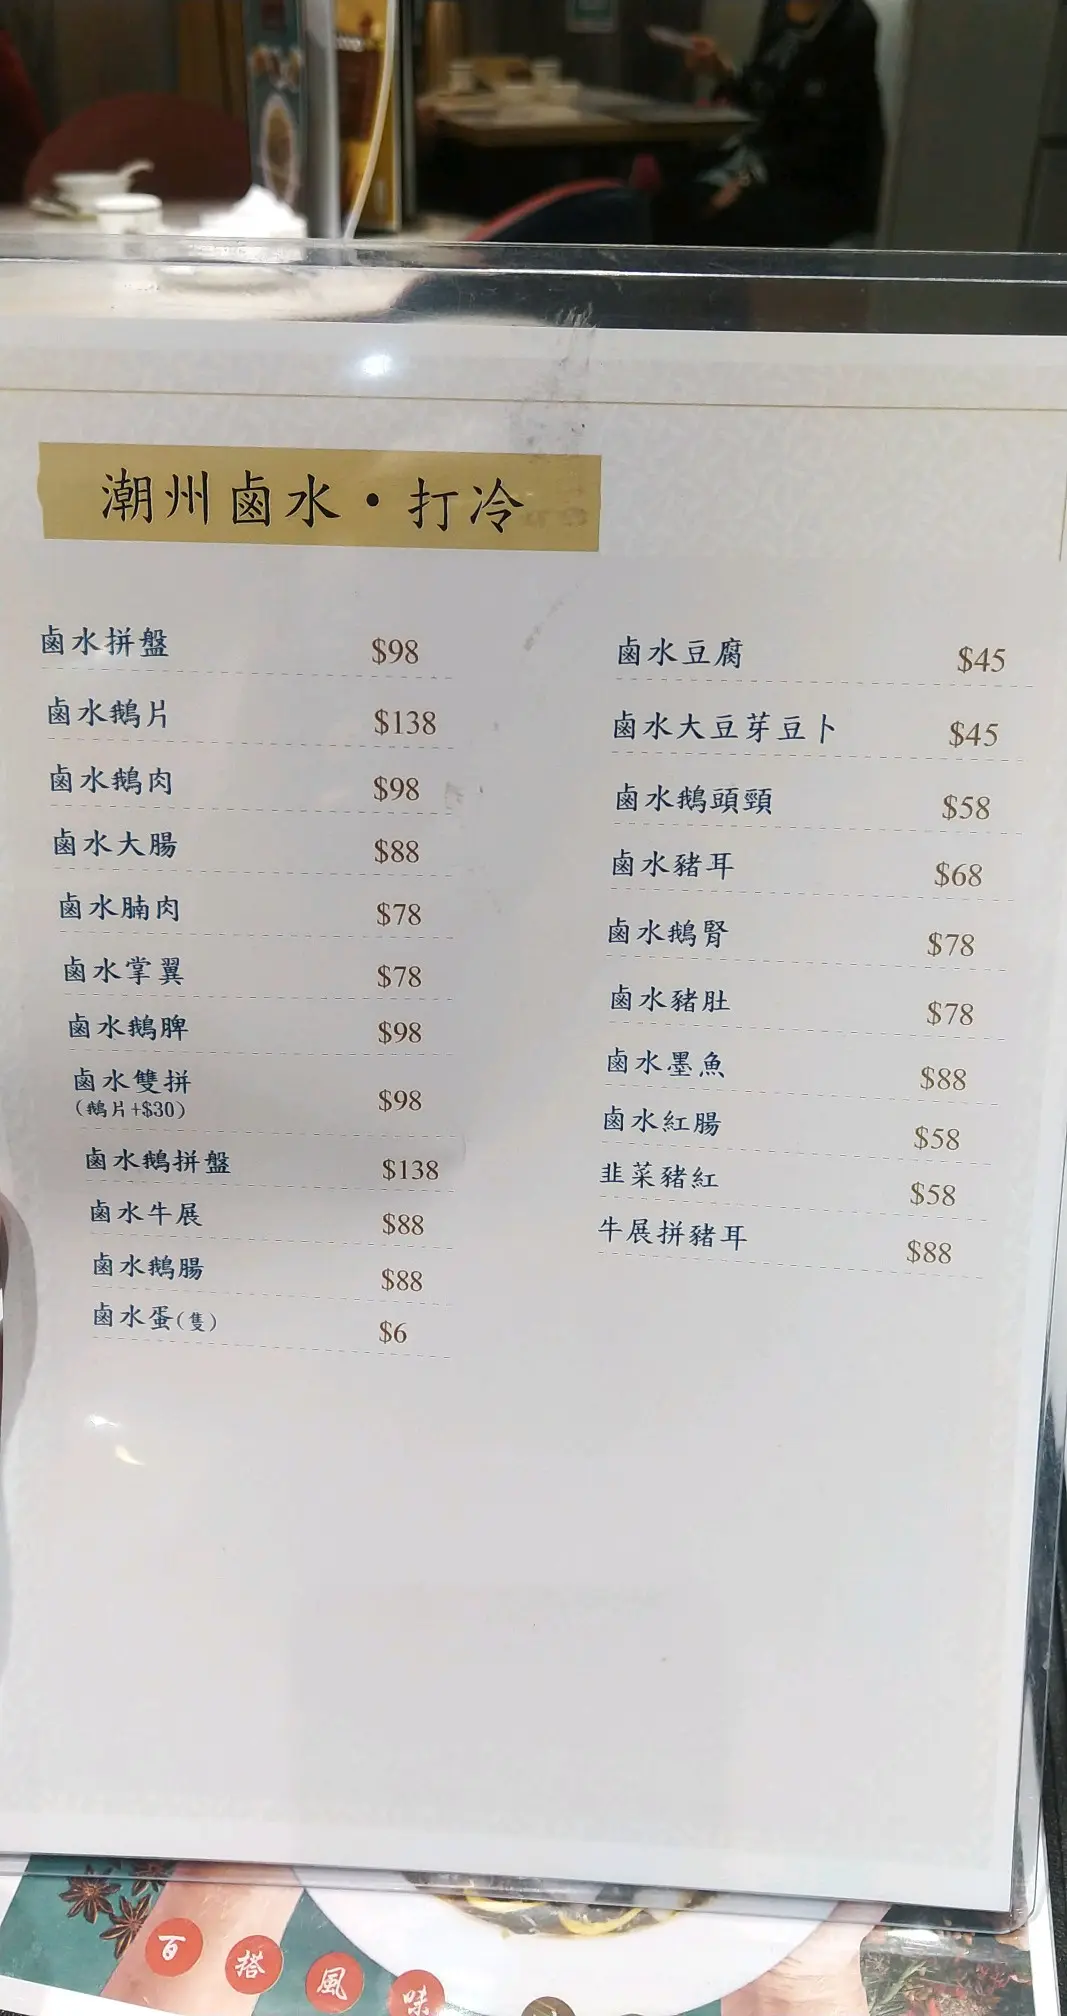 潮州鹵水·打冷
鹵水拼盤 $98
鹵水鵝片 $138
鹵水鵝肉 $98
鹵水大腸 $88
鹵水腩肉 $78
鹵水掌翼 $78
鹵水鵝脾 $98
鹵水雙拼 $98
(鵝片+$30)
鹵水鵝拼盤 $138
鹵水牛展 $88
鹵水鵝腸 $88
鹵水蛋(隻) $6
鹵水豆腐 $45
鹵水大豆芽豆卜 $45
鹵水鵝頭頸 $58
鹵水豬耳 $68
鹵水鵝腎 $78
鹵水豬肚 $78
鹵水墨魚 $88
鹵水紅腸 $58
韭菜豬紅 $58
牛展拼豬耳 $88
百搭風味